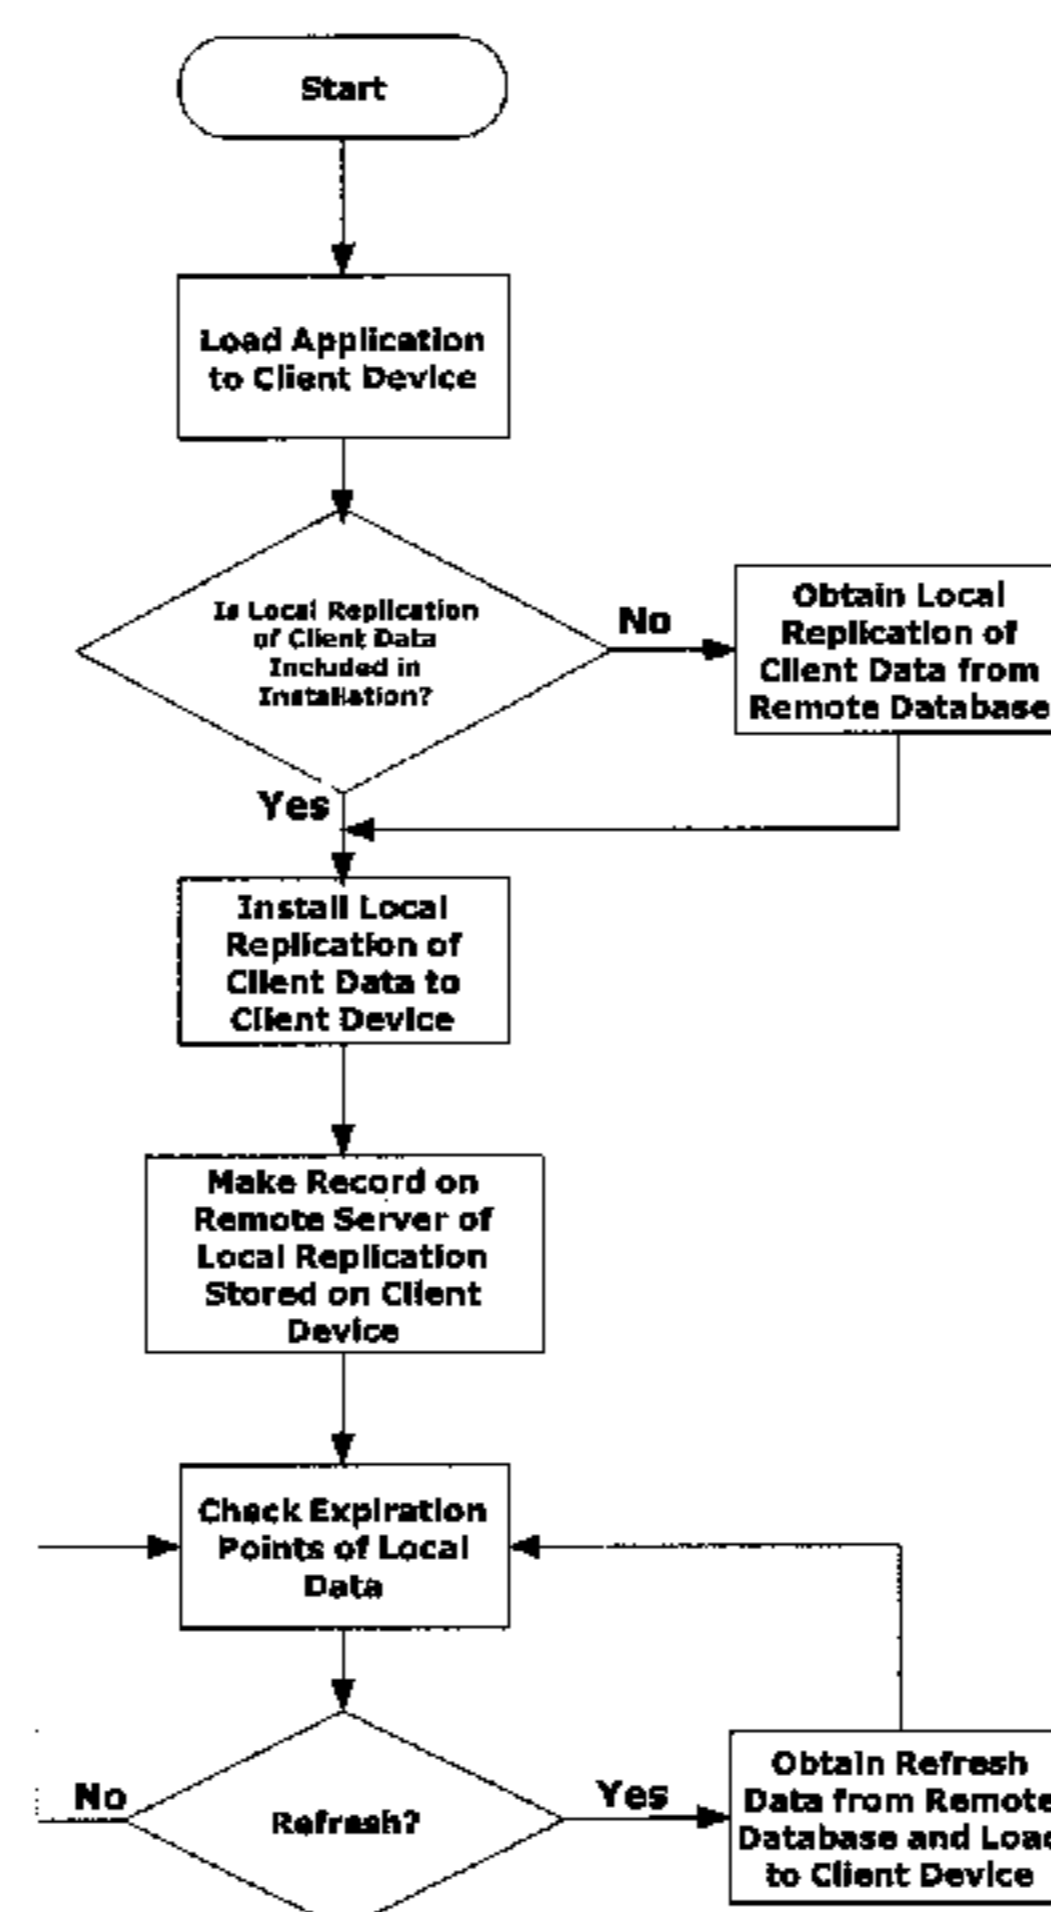 Start
Load Application
to Client Device
Is Local Replication
of Client Data
Included in
Installation?
No
Obtain Local
Replication of
Client Data from
Remote Database
Yes
Install Local
Replication of
Client Data to
Client Device
Make Record on
Remote Server of
Local Replication
Stored on Client
Device
Check Expiration
Points of Local
Data
No
Refresh?
Yes
Obtain Refresh
Data from Remote
Database and Load
to Client Device